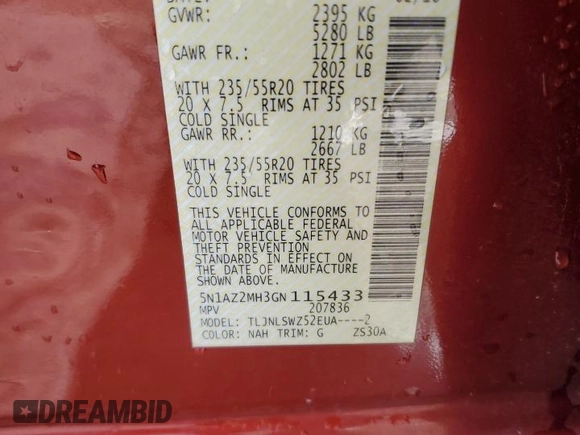 GVWR: 2395 KG
5280 LB
GAWR FR.: 1271 KG
2802 LB
WITH 235/55R20 TIRES
20 X 7.5 RIMS AT 35 PSI
COLD SINGLE
GAWR RR.: 1210 KG
2667 LB
WITH 235/55R20 TIRES
20 X 7.5 RIMS AT 35 PSI
COLD SINGLE
THIS VEHICLE CONFORMS TO
ALL APPLICABLE FEDERAL
MOTOR VEHICLE SAFETY AND
THEFT PREVENTION
STANDARDS IN EFFECT ON
THE DATE OF MANUFACTURE
SHOWN ABOVE.
5N1AZ2MH3GN115433
MPV 207836
MODEL: TLJNLSWZ52EUA----2
COLOR: NAH TRIM: G ZS30A
DREAMBID